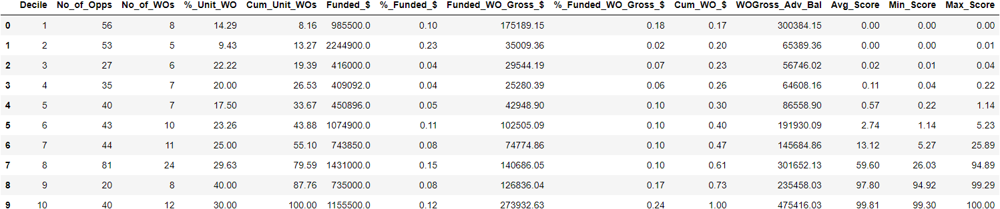 Decile No_of_Opps No_of_WOs %_Unit_WO Cum_Unit_WOs Funded_$ %_Funded_$ Funded_WO_Gross_$ %_Funded_WO_Gross_$ Cum_WO_$ WOGross_Adv_Bal Avg_Score Min_Score Max_Score
0 1 56 8 14.29 8.16 985500.0 0.10 175189.15 0.18 0.17 300384.15 0.00 0.00 0.00
1 2 53 5 9.43 13.27 2244900.0 0.23 35009.36 0.02 0.20 65389.36 0.00 0.00 0.01
2 3 27 6 22.22 19.39 416000.0 0.04 29544.19 0.07 0.23 56746.02 0.02 0.01 0.04
3 4 35 7 20.00 26.53 409092.0 0.04 25280.39 0.06 0.26 64608.16 0.11 0.04 0.22
4 5 40 7 17.50 33.67 450896.0 0.05 42948.90 0.10 0.30 86558.90 0.57 0.22 1.14
5 6 43 10 23.26 43.88 1074900.0 0.11 102505.09 0.10 0.40 191930.09 2.74 1.14 5.23
6 7 44 11 25.00 55.10 743850.0 0.08 74774.86 0.10 0.47 145684.86 13.12 5.27 25.89
7 8 81 24 29.63 79.59 1431000.0 0.15 140686.05 0.10 0.61 301652.13 59.60 26.03 94.89
8 9 20 8 40.00 87.76 735000.0 0.08 126836.04 0.17 0.73 235458.03 97.80 94.92 99.29
9 10 40 12 30.00 100.00 1155500.0 0.12 273932.63 0.24 1.00 475416.03 99.81 99.30 100.00